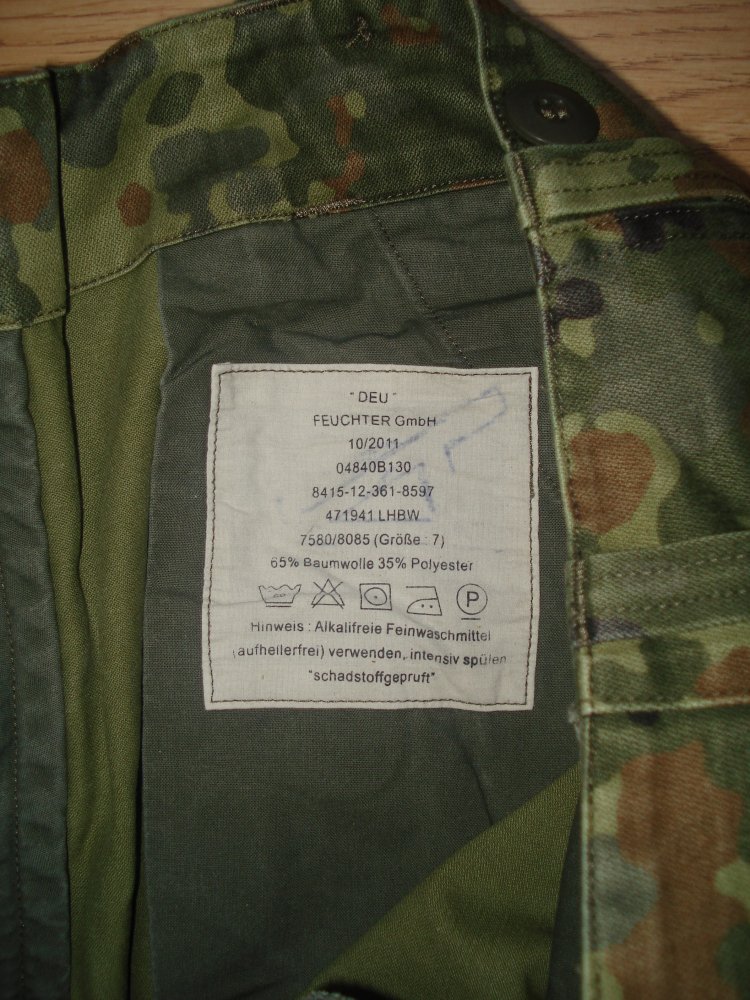 "DEU"
FEUCHTER GmbH
10/2011
04840B130
8415-12-361-8597
471941 LHBW
7580/8085 (Größe : 7)
65% Baumwolle 35% Polyester
P
Hinweis : Alkalifreie Feinwaschmittel
(aufhellerfrei) verwenden, intensiv spülen
"schadstoffgepruft"